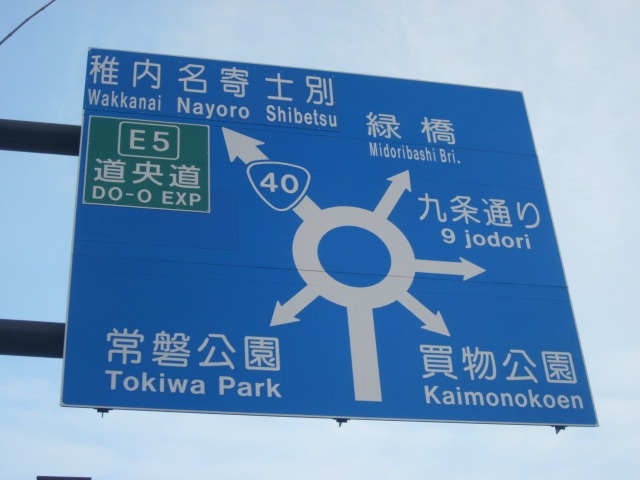 稚内 名寄 士別
Wakkanai Nayoro Shibetsu
緑橋
Midoribashi Bri.
E5
道央道
DO-O EXP
40
九条通り
9 jodori
常磐公園
Tokiwa Park
買物公園
Kaimonokoen